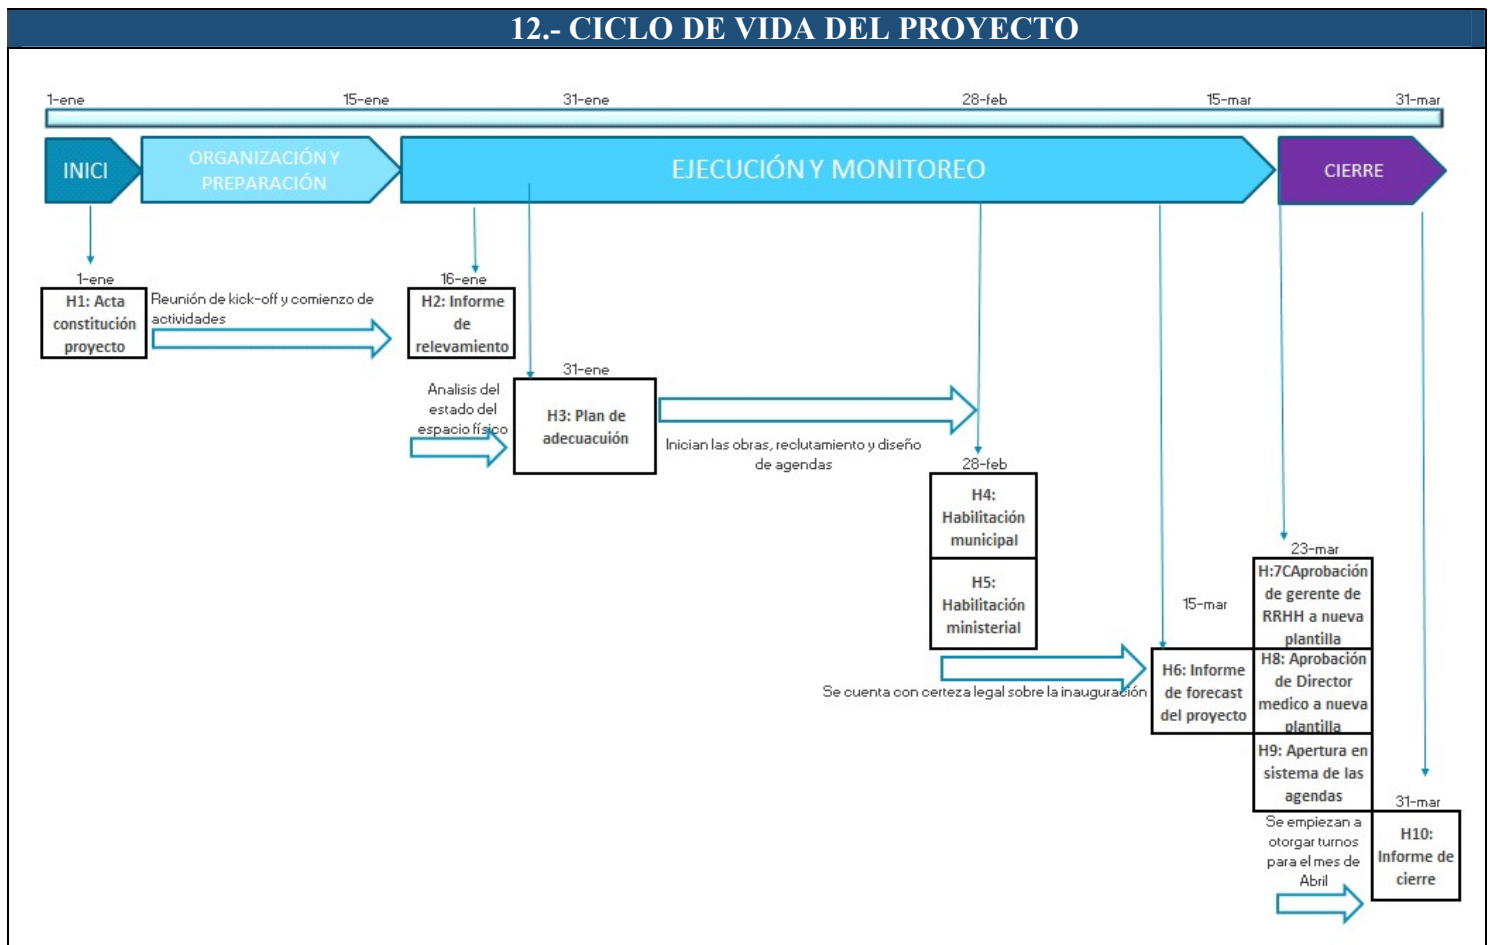 12.- CICLO DE VIDA DEL PROYECTO
1-ene
15-ene
31-ene
28-feb
15-mar
31-mar
INICI
ORGANIZACIÓN Y
PREPARACIÓN
EJECUCIÓN Y MONITOREO
CIERRE
1-ene
H1: Acta
constitución
proyecto
Reunión de kick-off y comienzo de
actividades
16-ene
H2: Informe
de
relevamiento
Analisis del
estado del
espacio físico
31-ene
H3: Plan de
adecuacuión
Inician las obras, reclutamiento y diseño
de agendas
28-feb
H4:
Habilitación
municipal
H5:
Habilitación
ministerial
Se cuenta con certeza legal sobre la inauguración
15-mar
H6: Informe
de forecast
del proyecto
23-mar
H:7CAprobación
de gerente de
RRHH a nueva
plantilla
H8: Aprobación
de Director
medico a nueva
plantilla
H9: Apertura en
sistema de las
agendas
Se empiezan a
otorgar turnos
para el mes de
Abril
31-mar
H10:
Informe de
cierre